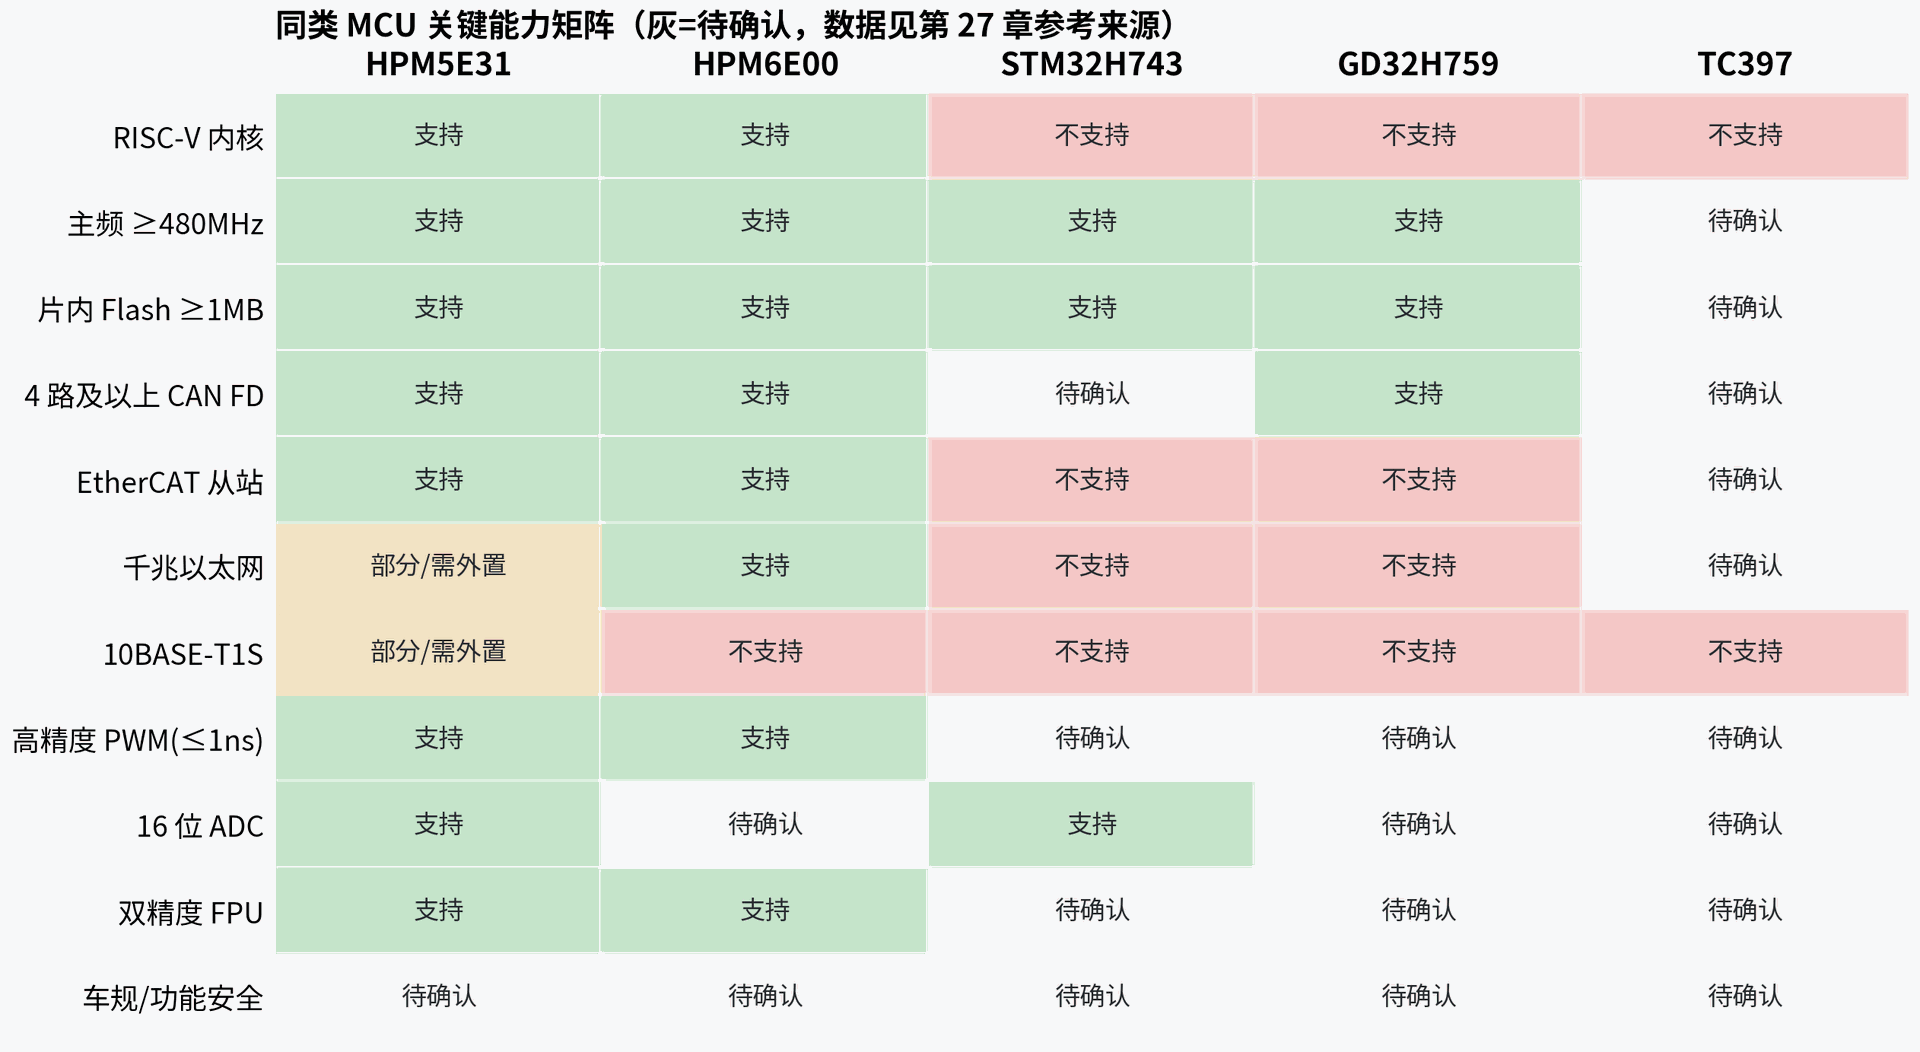 同类 MCU 关键能力矩阵（灰=待确认，数据见第 27 章参考来源）
HPM5E31 HPM6E00 STM32H743 GD32H759 TC397
RISC-V 内核 支持 支持 不支持 不支持 不支持
主频 ≥480MHz 支持 支持 支持 支持 待确认
片内 Flash ≥1MB 支持 支持 支持 支持 待确认
4 路及以上 CAN FD 支持 支持 待确认 支持 待确认
EtherCAT 从站 支持 支持 不支持 不支持 待确认
千兆以太网 部分/需外置 支持 不支持 不支持 待确认
10BASE-T1S 部分/需外置 不支持 不支持 不支持 不支持
高精度 PWM(≤1ns) 支持 支持 待确认 待确认 待确认
16 位 ADC 支持 待确认 支持 待确认 待确认
双精度 FPU 支持 支持 待确认 待确认 待确认
车规/功能安全 待确认 待确认 待确认 待确认 待确认